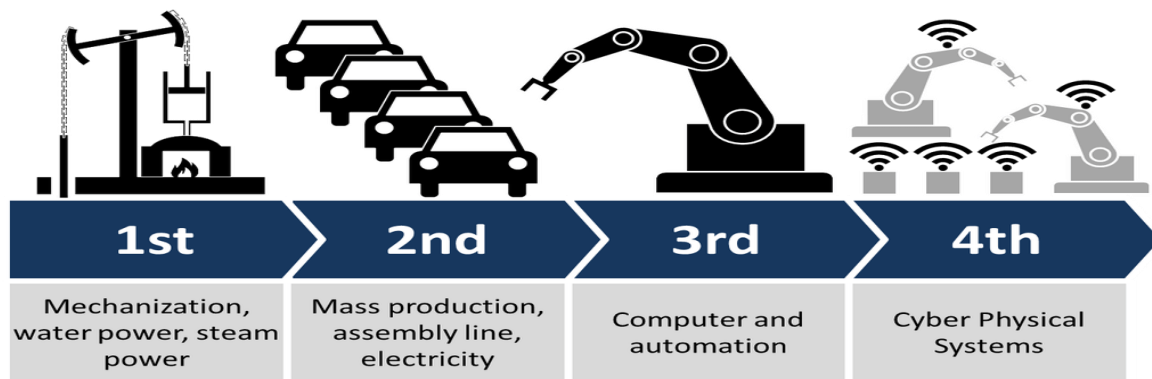 1st
2nd
3rd
4th
Mechanization,
water power, steam
power
Mass production,
assembly line,
electricity
Computer and
automation
Cyber Physical
Systems